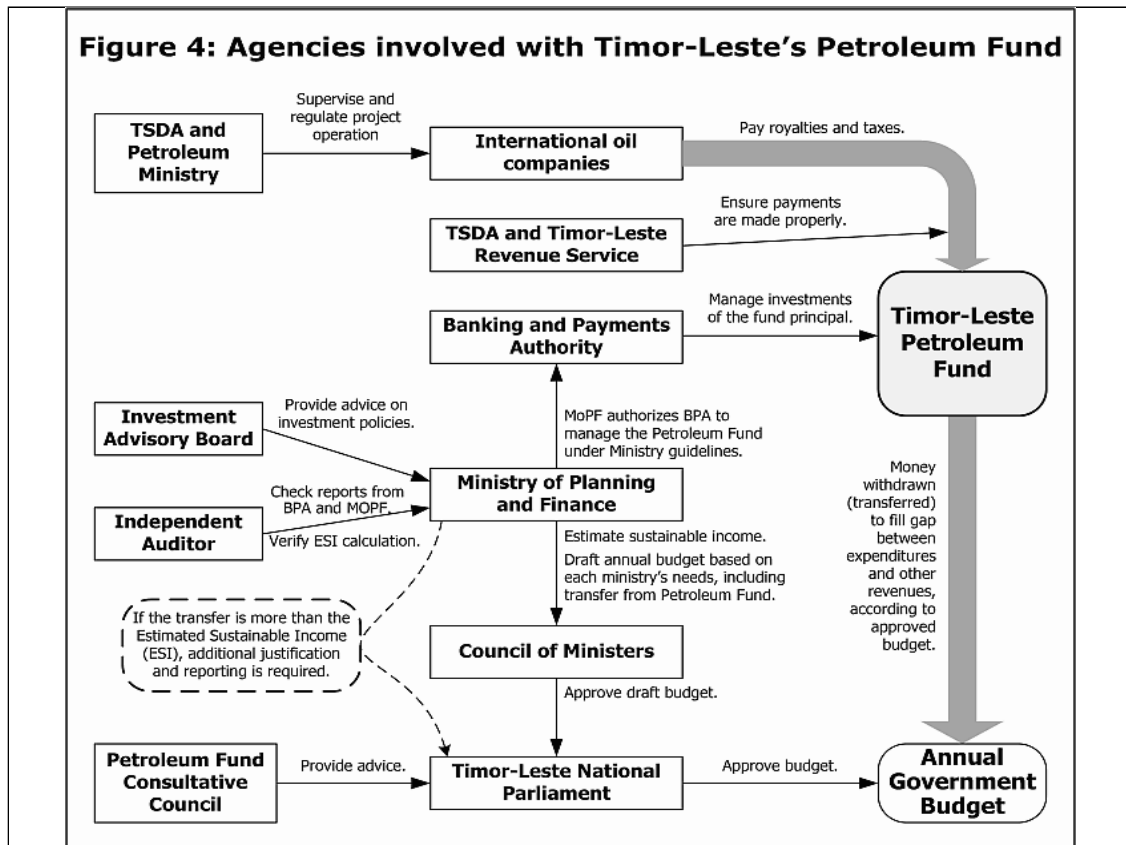 Figure 4: Agencies involved with Timor-Leste's Petroleum Fund
TSDA and
Petroleum
Ministry
Supervise and
regulate project
operation
International oil
companies
Pay royalties and taxes.
TSDA and Timor-Leste
Revenue Service
Ensure payments
are made properly.
Banking and Payments
Authority
Manage investments
of the fund principal.
Timor-Leste
Petroleum
Fund
Investment
Advisory Board
Provide advice on
investment policies.
MoPF authorizes BPA to
manage the Petroleum Fund
under Ministry guidelines.
Independent
Auditor
Check reports from
BPA and MOPF.
Verify ESI calculation.
Ministry of Planning
and Finance
Estimate sustainable income.
Draft annual budget based on
each ministry's needs, including
transfer from Petroleum Fund.
Money
withdrawn
(transferred)
to fill gap
between
expenditures
and other
revenues,
according to
approved
budget.
If the transfer is more than the
Estimated Sustainable Income
(ESI), additional justification
and reporting is required.
Council of Ministers
Approve draft budget.
Petroleum Fund
Consultative
Council
Provide advice.
Timor-Leste National
Parliament
Approve budget.
Annual
Government
Budget